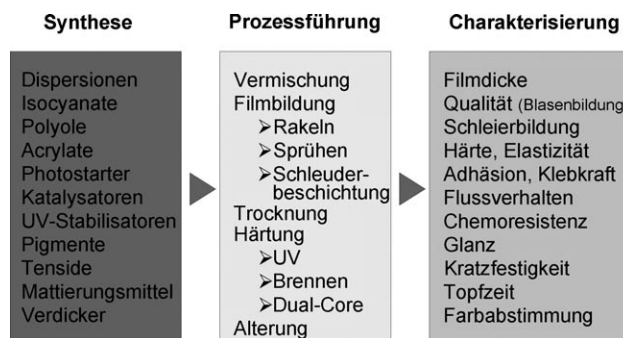 Synthese
Dispersionen
Isocyanate
Polyole
Acrylate
Photostarter
Katalysatoren
UV-Stabilisatoren
Pigmente
Tenside
Mattierungsmittel
Verdicker
Prozessführung
Vermischung
Filmbildung
➢Rakeln
➢Sprühen
➢Schleuder-
beschichtung
Trocknung
Härtung
➢UV
➢Brennen
➢Dual-Core
Alterung
Charakterisierung
Filmdicke
Qualität (Blasenbildung)
Schleierbildung
Härte, Elastizität
Adhäsion, Klebkraft
Flussverhalten
Chemoresistenz
Glanz
Kratzfestigkeit
Topfzeit
Farbabstimmung